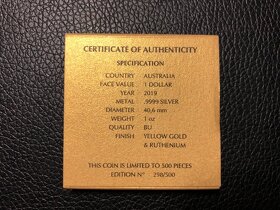 CERTIFICATE OF AUTHENTICITY
SPECIFICATION
COUNTRY AUSTRALIA
FACE VALUE 1 DOLLAR
YEAR 2019
METAL .9999 SILVER
DIAMETER 40,6 mm
WEIGHT 1 oz
QUALITY BU
FINISH YELLOW GOLD
& RUTHENIUM
THIS COIN IS LIMITED TO 500 PIECES
EDITION N° 290/500